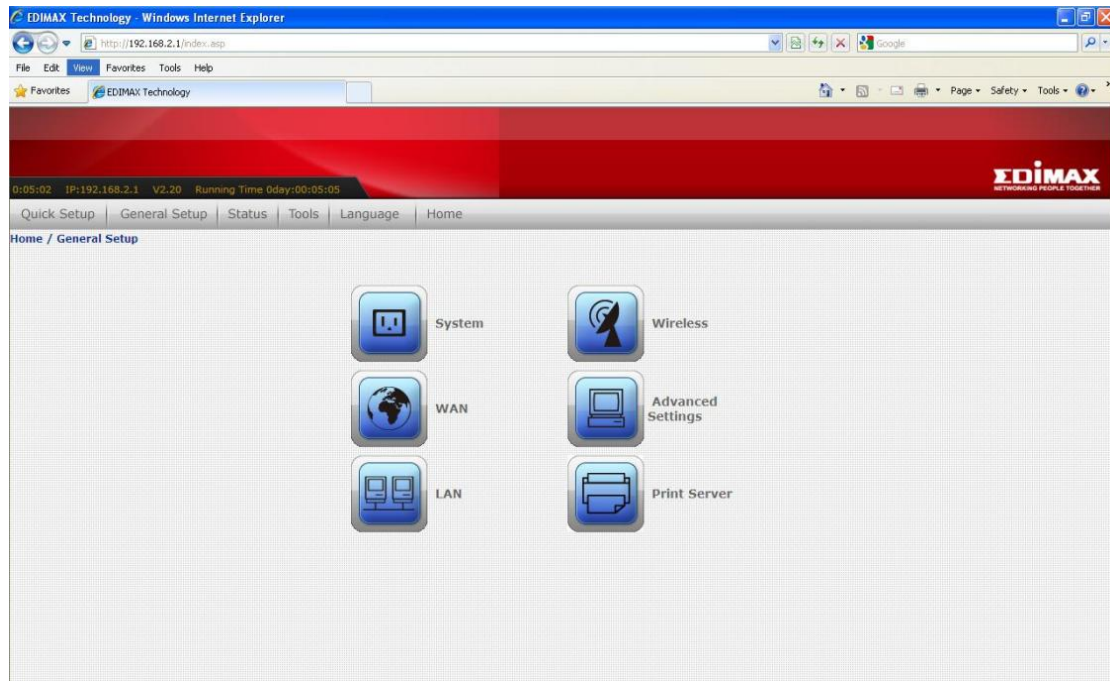 EDIMAX Technology - Windows Internet Explorer
http://192.168.2.1/index.asp
Google
File Edit View Favorites Tools Help
Favorites EDIMAX Technology Page Safety Tools
EDIMAX
NETWORKING PEOPLE TOGETHER
0:05:02 IP:192.168.2.1 V2.20 Running Time 0day:00:05:05
Quick Setup General Setup Status Tools Language Home
Home / General Setup
System
Wireless
WAN
Advanced
Settings
LAN
Print Server